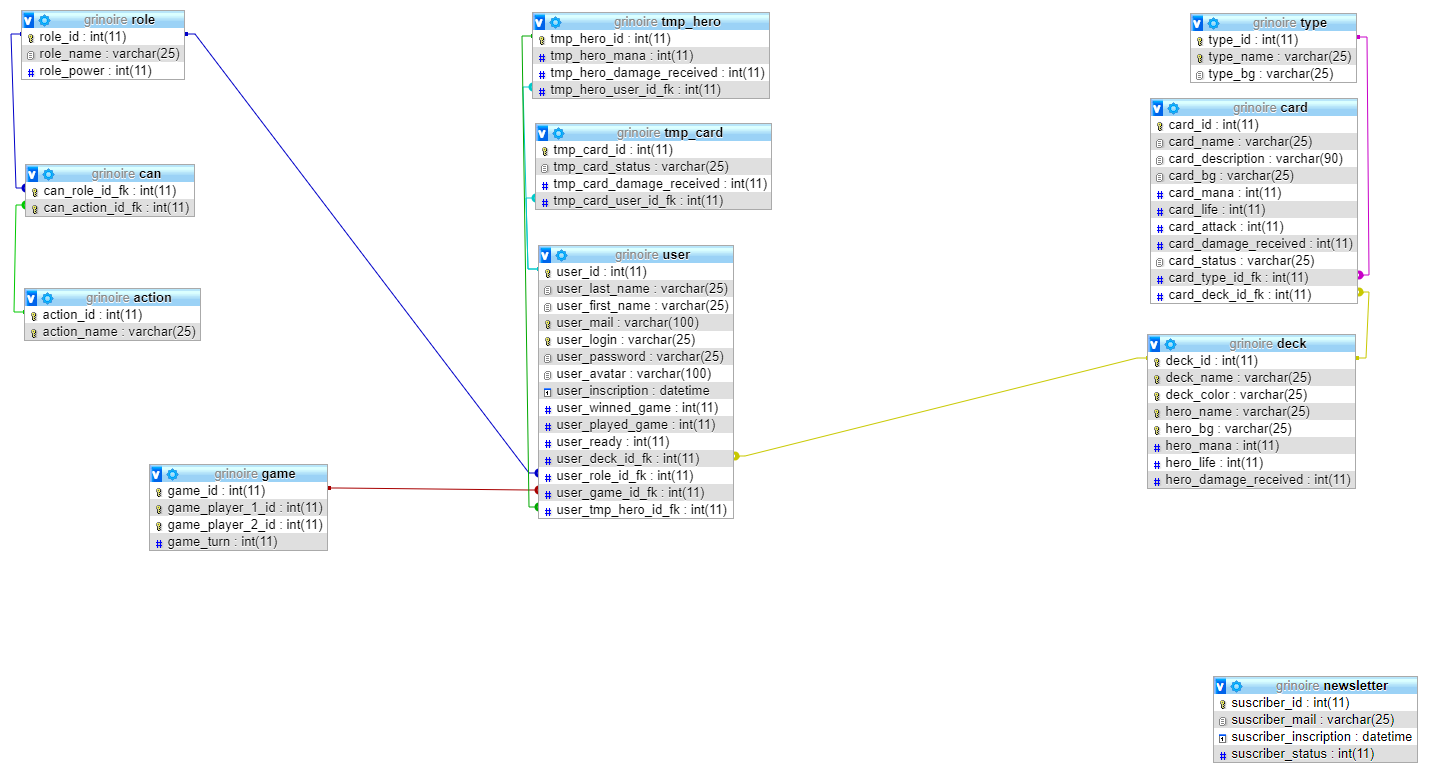 grinoire role
role_id : int(11)
role_name : varchar(25)
role_power : int(11)
grinoire can
can_role_id_fk : int(11)
can_action_id_fk : int(11)
grinoire action
action_id : int(11)
action_name : varchar(25)
grinoire game
game_id : int(11)
game_player_1_id : int(11)
game_player_2_id : int(11)
game_turn : int(11)
grinoire tmp_hero
tmp_hero_id : int(11)
tmp_hero_mana : int(11)
tmp_hero_damage_received : int(11)
tmp_hero_user_id_fk : int(11)
grinoire tmp_card
tmp_card_id : int(11)
tmp_card_status : varchar(25)
tmp_card_damage_received : int(11)
tmp_card_user_id_fk : int(11)
grinoire user
user_id : int(11)
user_last_name : varchar(25)
user_first_name : varchar(25)
user_mail : varchar(100)
user_login : varchar(25)
user_password : varchar(25)
user_avatar : varchar(100)
user_inscription : datetime
user_winned_game : int(11)
user_played_game : int(11)
user_ready : int(11)
user_deck_id_fk : int(11)
user_role_id_fk : int(11)
user_game_id_fk : int(11)
user_tmp_hero_id_fk : int(11)
grinoire type
type_id : int(11)
type_name : varchar(25)
type_bg : varchar(25)
grinoire card
card_id : int(11)
card_name : varchar(25)
card_description : varchar(90)
card_bg : varchar(25)
card_mana : int(11)
card_life : int(11)
card_attack : int(11)
card_damage_received : int(11)
card_status : varchar(25)
card_type_id_fk : int(11)
card_deck_id_fk : int(11)
grinoire deck
deck_id : int(11)
deck_name : varchar(25)
deck_color : varchar(25)
hero_name : varchar(25)
hero_bg : varchar(25)
hero_mana : int(11)
hero_life : int(11)
hero_damage_received : int(11)
grinoire newsletter
suscriber_id : int(11)
suscriber_mail : varchar(25)
suscriber_inscription : datetime
suscriber_status : int(11)